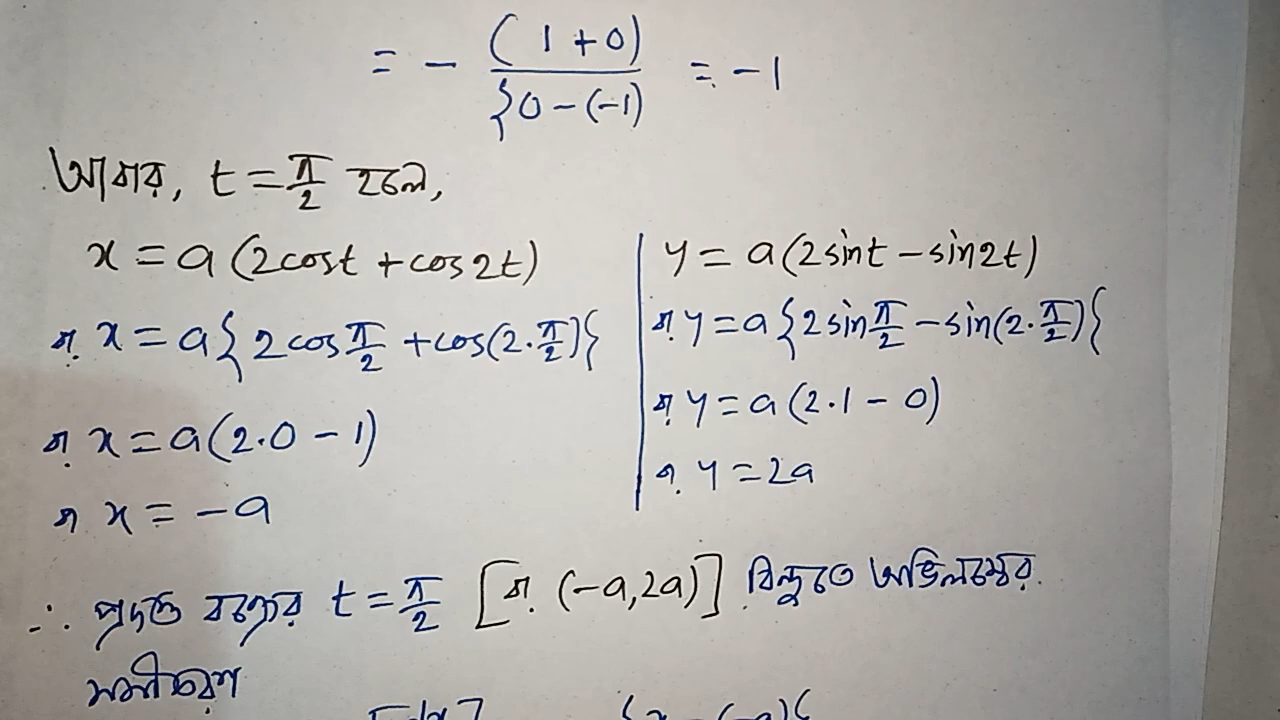 = - (1+0) / {0-(-1)} = -1
আবার, t = π/2 হলে,
x = a(2cost + cos2t)
বা, x = a{2cos π/2 + cos(2·π/2)}
বা, x = a(2·0 - 1)
বা x = -a
y = a(2sint - sin2t)
বা, y = a{2sin π/2 - sin(2·π/2)}
বা, y = a(2·1 - 0)
বা, y = 2a
∴ প্রদত্ত বক্রের t = π/2 [বা, (-a,2a)] বিন্দুতে অভিলম্বের
সমীকরণ